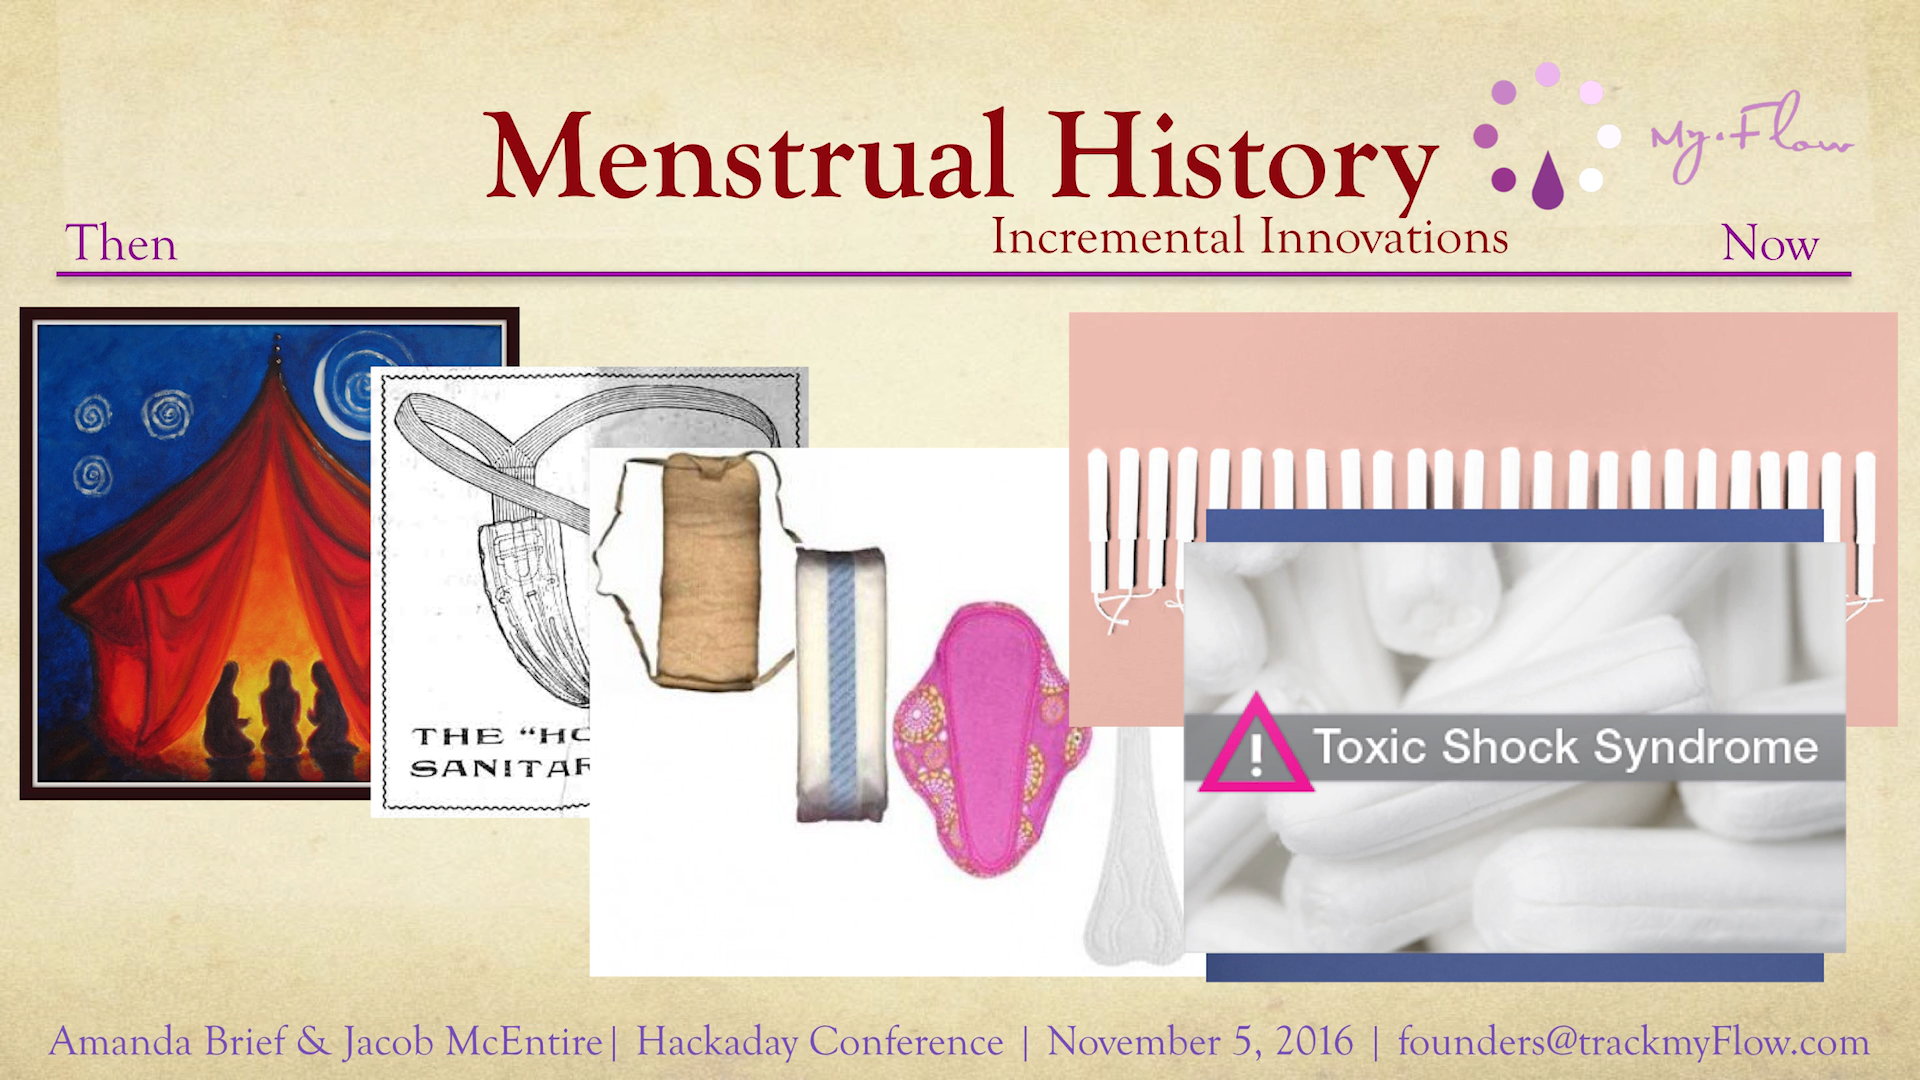 Menstrual History
My.Flow
Then
Incremental Innovations
Now
THE "HO
SANITAR
Toxic Shock Syndrome
Amanda Brief & Jacob McEntire| Hackaday Conference | November 5, 2016 | founders@trackmyFlow.com